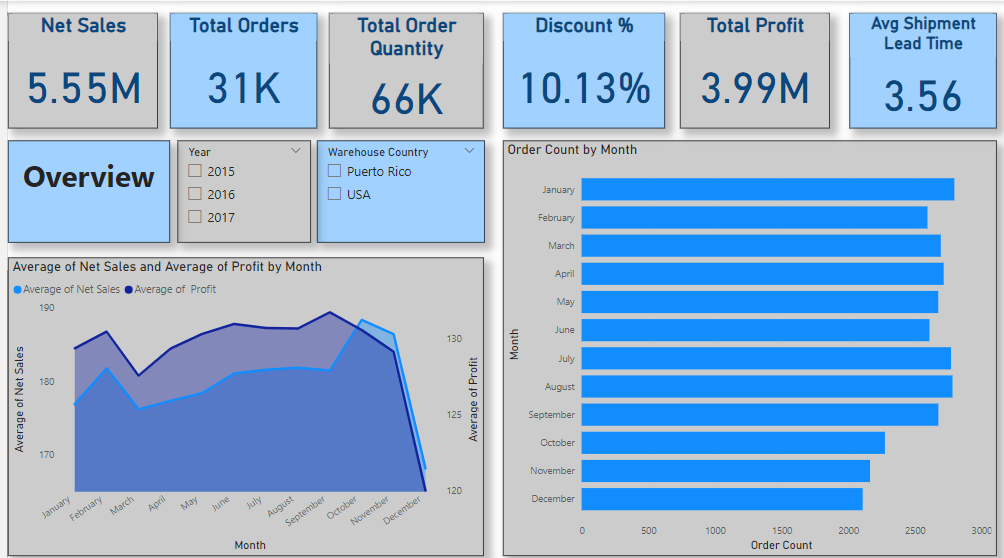 Net Sales
5.55M
Total Orders
31K
Total Order
Quantity
66K
Discount %
10.13%
Total Profit
3.99M
Avg Shipment
Lead Time
3.56
Overview
Year
2015
2016
2017
Warehouse Country
Puerto Rico
USA
Average of Net Sales and Average of Profit by Month
Average of Net Sales Average of Profit
190
180
170
Average of Net Sales
130
125
120
Average of Profit
January
February
March
April
May
June
July
August
September
October
November
December
Month
Order Count by Month
January
February
March
April
May
June
July
August
September
October
November
December
Month
0 500 1000 1500 2000 2500 3000
Order Count